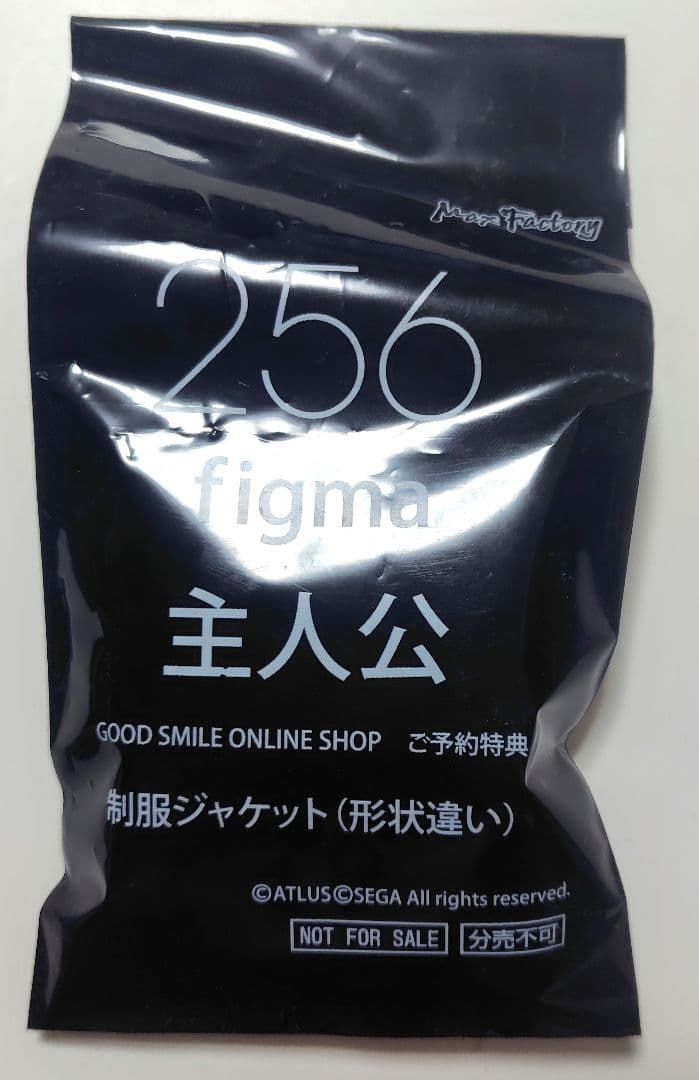 Max Factory
256
figma
主人公
GOOD SMILE ONLINE SHOP ご予約特典
制服ジャケット（形状違い）
©ATLUS©SEGA All rights reserved.
NOT FOR SALE 分売不可